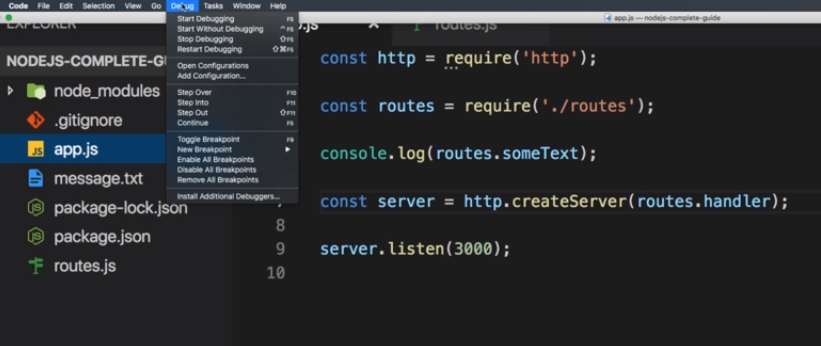 Code File Edit Selection View Go Debug Tasks Window Help
app.js — nodejs-complete-guide
EXPLORER
routes.js
NODEJS-COMPLETE-GU
node_modules
.gitignore
JS app.js
message.txt
package-lock.json
package.json
routes.js
Start Debugging F5
Start Without Debugging ^F5
Stop Debugging ⇧F5
Restart Debugging ⇧⌘F5
Open Configurations
Add Configuration...
Step Over F10
Step Into F11
Step Out ⇧F11
Continue F5
Toggle Breakpoint F9
New Breakpoint
Enable All Breakpoints
Disable All Breakpoints
Remove All Breakpoints
Install Additional Debuggers...
const http = require('http');
const routes = require('./routes');
console.log(routes.someText);
const server = http.createServer(routes.handler);
8
9 server.listen(3000);
10